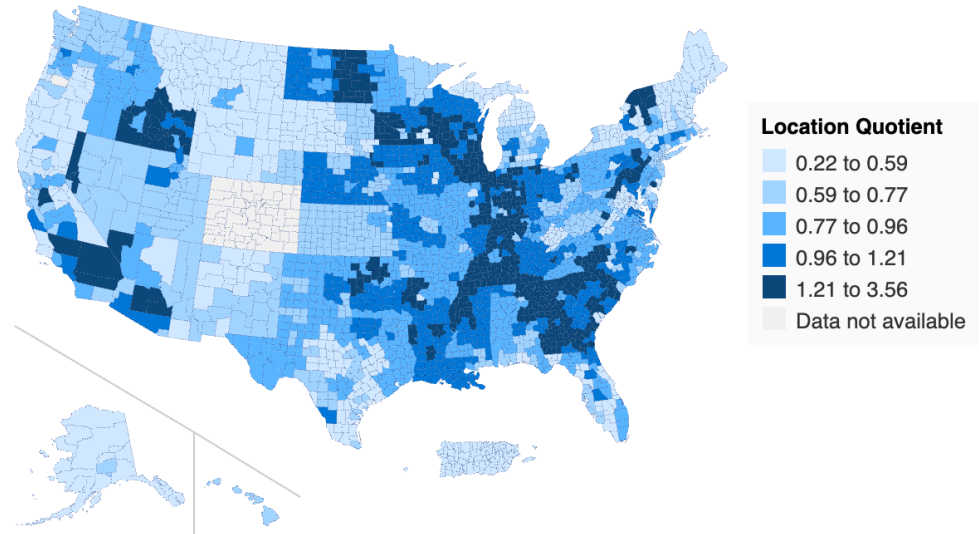 Location Quotient
0.22 to 0.59
0.59 to 0.77
0.77 to 0.96
0.96 to 1.21
1.21 to 3.56
Data not available